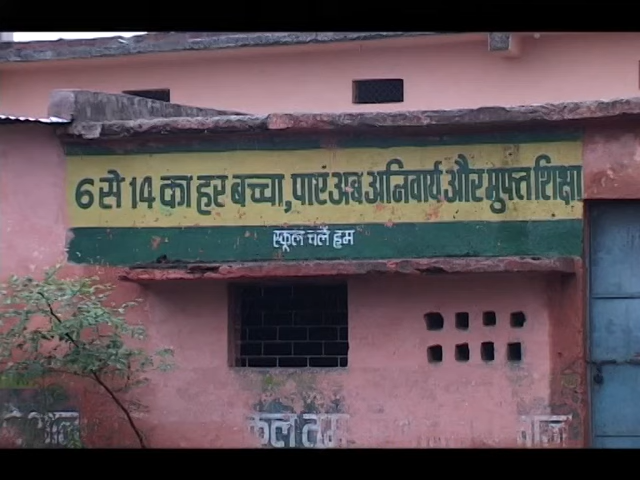 6 से 14 का हर बच्चा, पाएं अब अनिवार्य और मुफ्त शिक्षा
स्कूल चलें हम